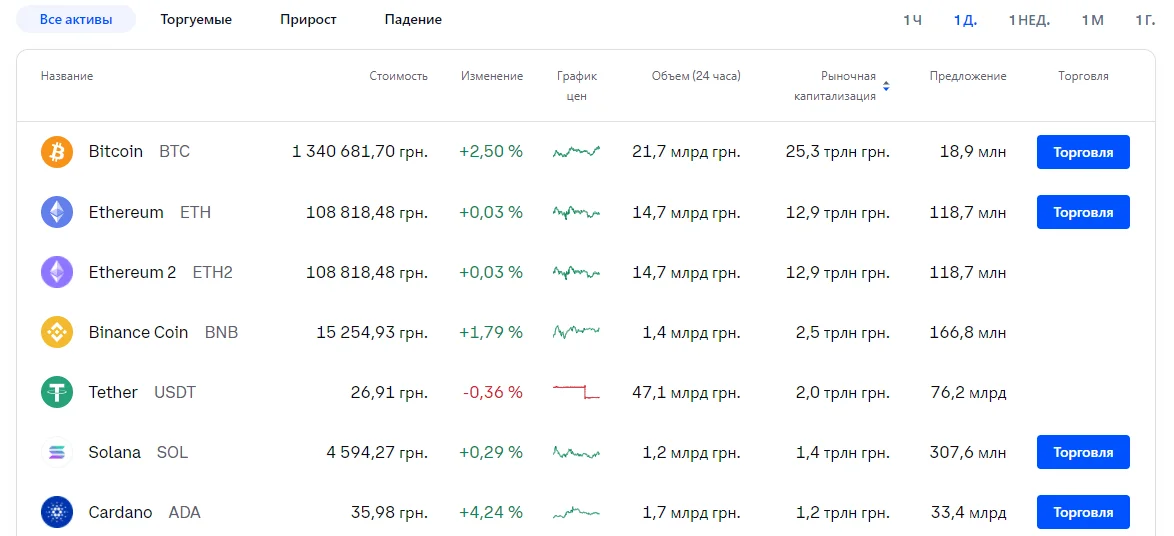 Все активы Торгуемые Прирост Падение 1 Ч 1 Д. 1 НЕД. 1 М 1 Г.
Название Стоимость Изменение График цен Объем (24 часа) Рыночная капитализация Предложение Торговля
Bitcoin BTC 1 340 681,70 грн. +2,50 % 21,7 млрд грн. 25,3 трлн грн. 18,9 млн Торговля
Ethereum ETH 108 818,48 грн. +0,03 % 14,7 млрд грн. 12,9 трлн грн. 118,7 млн Торговля
Ethereum 2 ETH2 108 818,48 грн. +0,03 % 14,7 млрд грн. 12,9 трлн грн. 118,7 млн
Binance Coin BNB 15 254,93 грн. +1,79 % 1,4 млрд грн. 2,5 трлн грн. 166,8 млн
Tether USDT 26,91 грн. -0,36 % 47,1 млрд грн. 2,0 трлн грн. 76,2 млрд
Solana SOL 4 594,27 грн. +0,29 % 1,2 млрд грн. 1,4 трлн грн. 307,6 млн Торговля
Cardano ADA 35,98 грн. +4,24 % 1,7 млрд грн. 1,2 трлн грн. 33,4 млрд Торговля